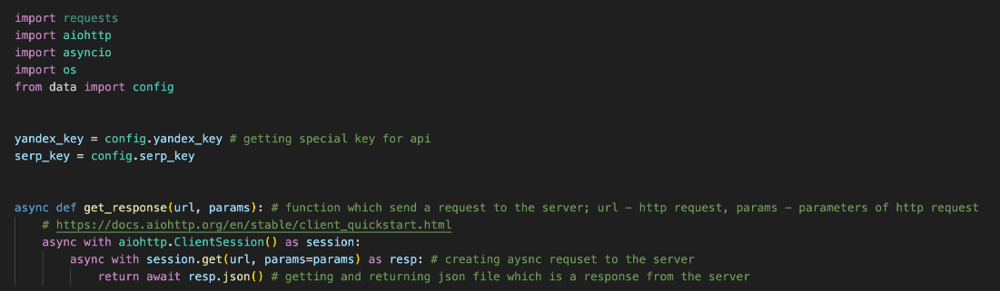 import requests
import aiohttp
import asyncio
import os
from data import config
yandex_key = config.yandex_key # getting special key for api
serp_key = config.serp_key
async def get_response(url, params): # function which send a request to the server; url - http request, params - parameters of http request
# https://docs.aiohttp.org/en/stable/client_quickstart.html
async with aiohttp.ClientSession() as session:
async with session.get(url, params=params) as resp: # creating aysnc requset to the server
return await resp.json() # getting and returning json file which is a response from the server